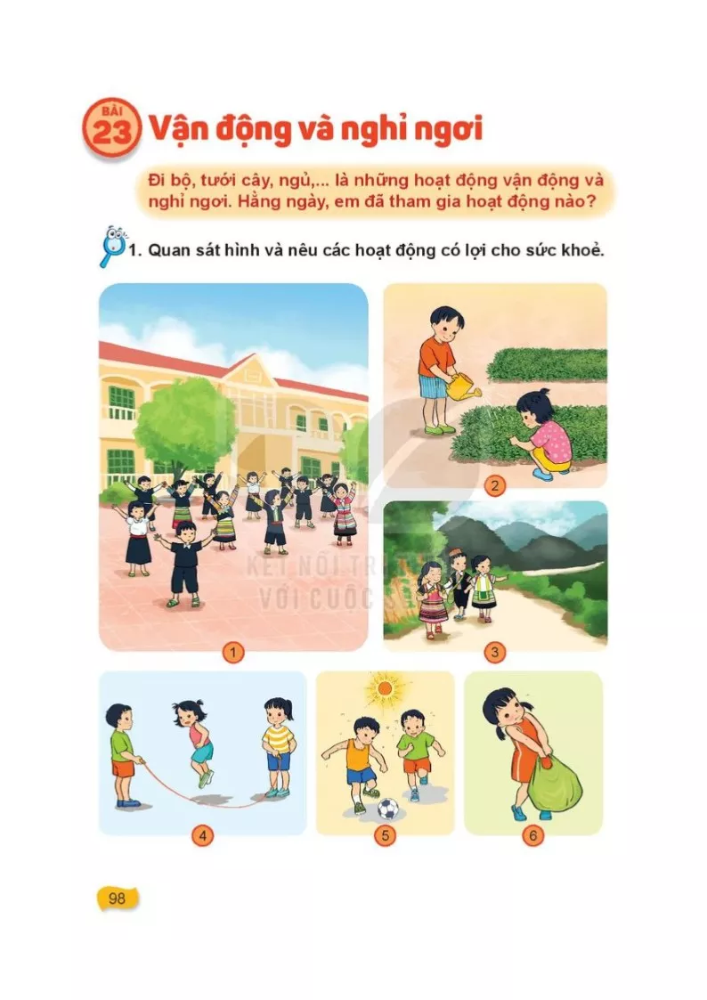 BÀI
23 Vận động và nghỉ ngơi
Đi bộ, tưới cây, ngủ,... là những hoạt động vận động và
nghỉ ngơi. Hằng ngày, em đã tham gia hoạt động nào?
1. Quan sát hình và nêu các hoạt động có lợi cho sức khoẻ.
1
2
3
4
5
6
KẾT NỐI TRI
VỚI CUỘC S
98